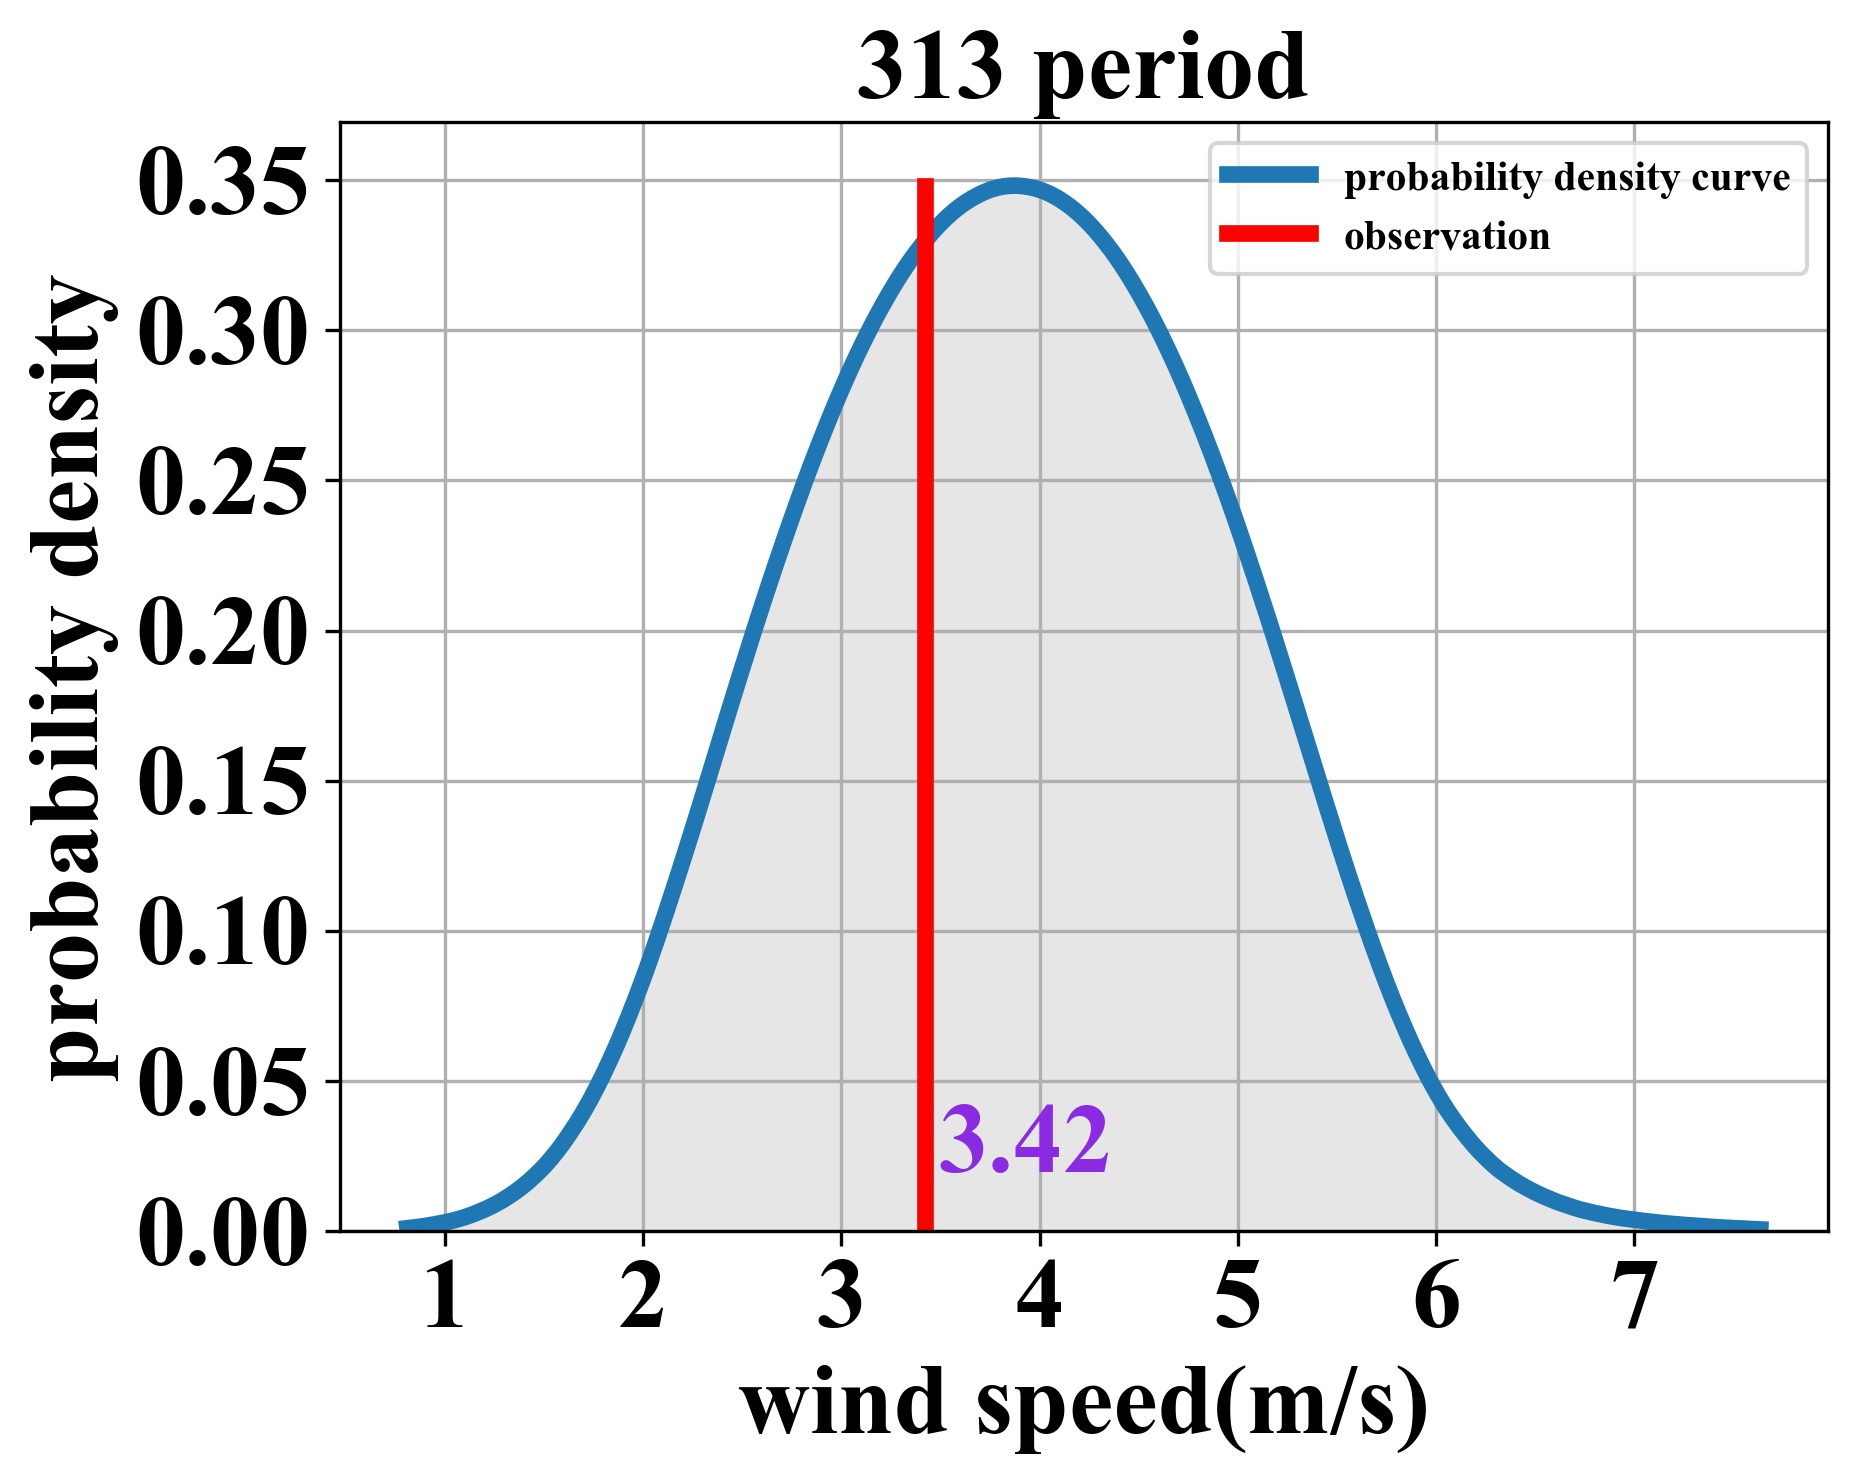 313 period
probability density curve
observation
probability density
0.35
0.30
0.25
0.20
0.15
0.10
0.05
0.00
3.42
1 2 3 4 5 6 7
wind speed(m/s)